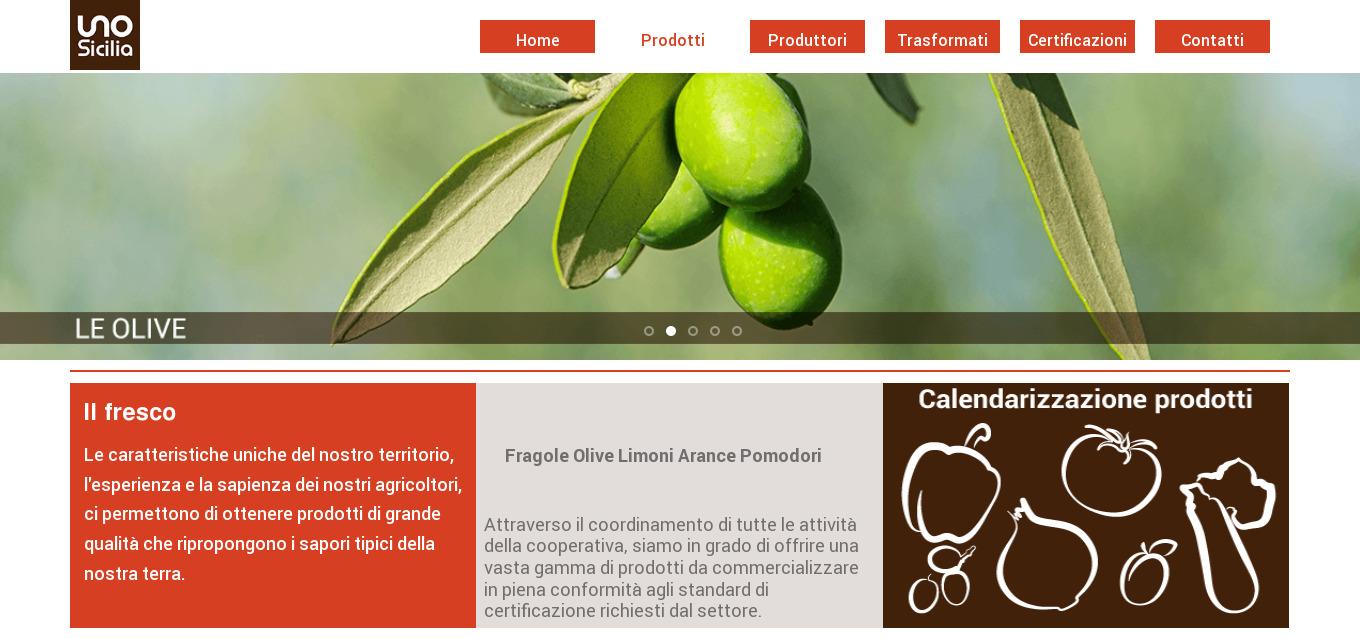 uno
Sicilia
Home
Prodotti
Produttori
Trasformati
Certificazioni
Contatti
LE OLIVE
Il fresco
Le caratteristiche uniche del nostro territorio,
l'esperienza e la sapienza dei nostri agricoltori,
ci permettono di ottenere prodotti di grande
qualità che ripropongono i sapori tipici della
nostra terra.
Fragole Olive Limoni Arance Pomodori
Attraverso il coordinamento di tutte le attività
della cooperativa, siamo in grado di offrire una
vasta gamma di prodotti da commercializzare
in piena conformità agli standard di
certificazione richiesti dal settore.
Calendarizzazione prodotti